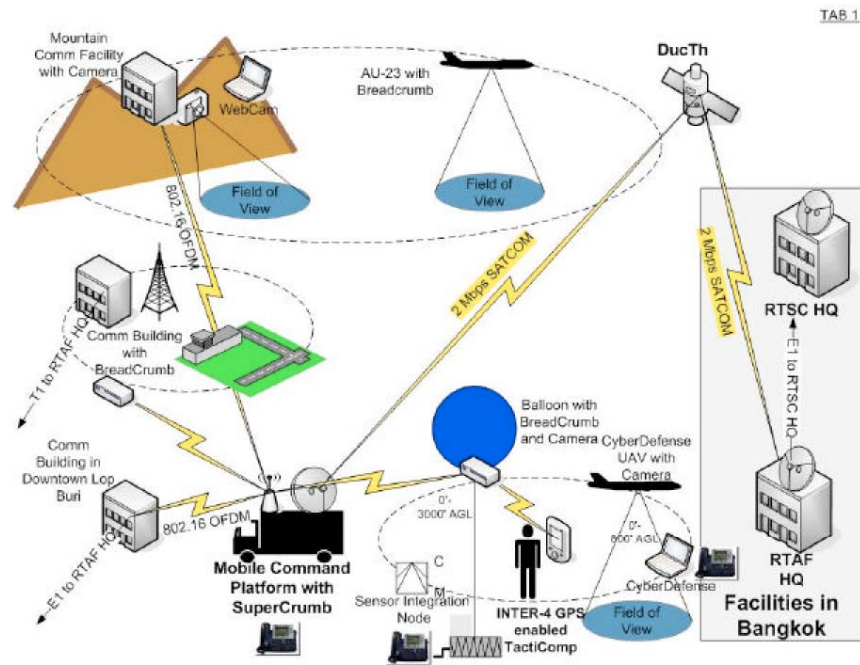 TAB 1
Mountain
Comm Facility
with Camera
WebCam
AU-23 with
Breadcrumb
DucTh
Field of
View
Field of
View
802.16 OFDM
2 Mbps SATCOM
2 Mbps SATCOM
RTSC HQ
E1 to RTSC HQ
RTAF
HQ
Facilities in
Bangkok
Comm Building
with
BreadCrumb
T1 to RTAF HQ
Comm
Building in
Downtown Lop
Buri
802.16 OFDM
E1 to RTAF HQ
Mobile Command
Platform with
SuperCrumb
Balloon with
BreadCrumb
and Camera
0'-
3000' AGL
CyberDefense
UAV with
Camera
0'-
800' AGL
C
M
Sensor Integration
Node
INTER-4 GPS
enabled
TactiComp
CyberDefense
Field of
View